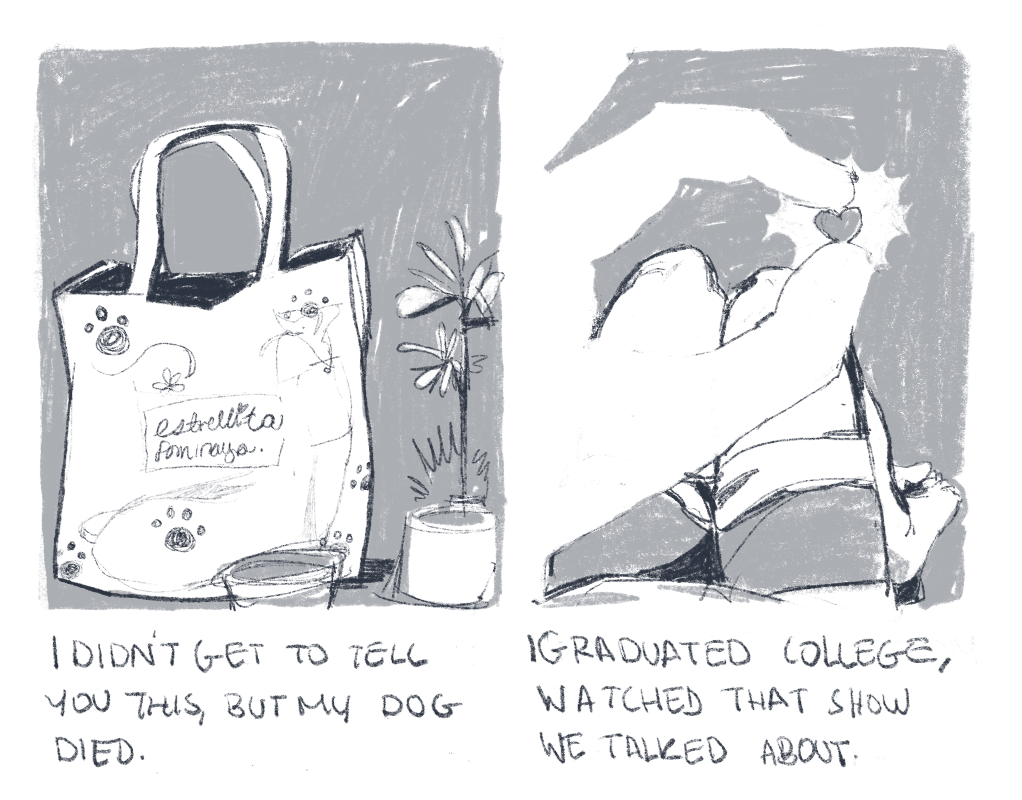 estrellita
I DIDN'T GET TO TELL
YOU THIS, BUT MY DOG
DIED.
I GRADUATED COLLEGE,
WATCHED THAT SHOW
WE TALKED ABOUT.